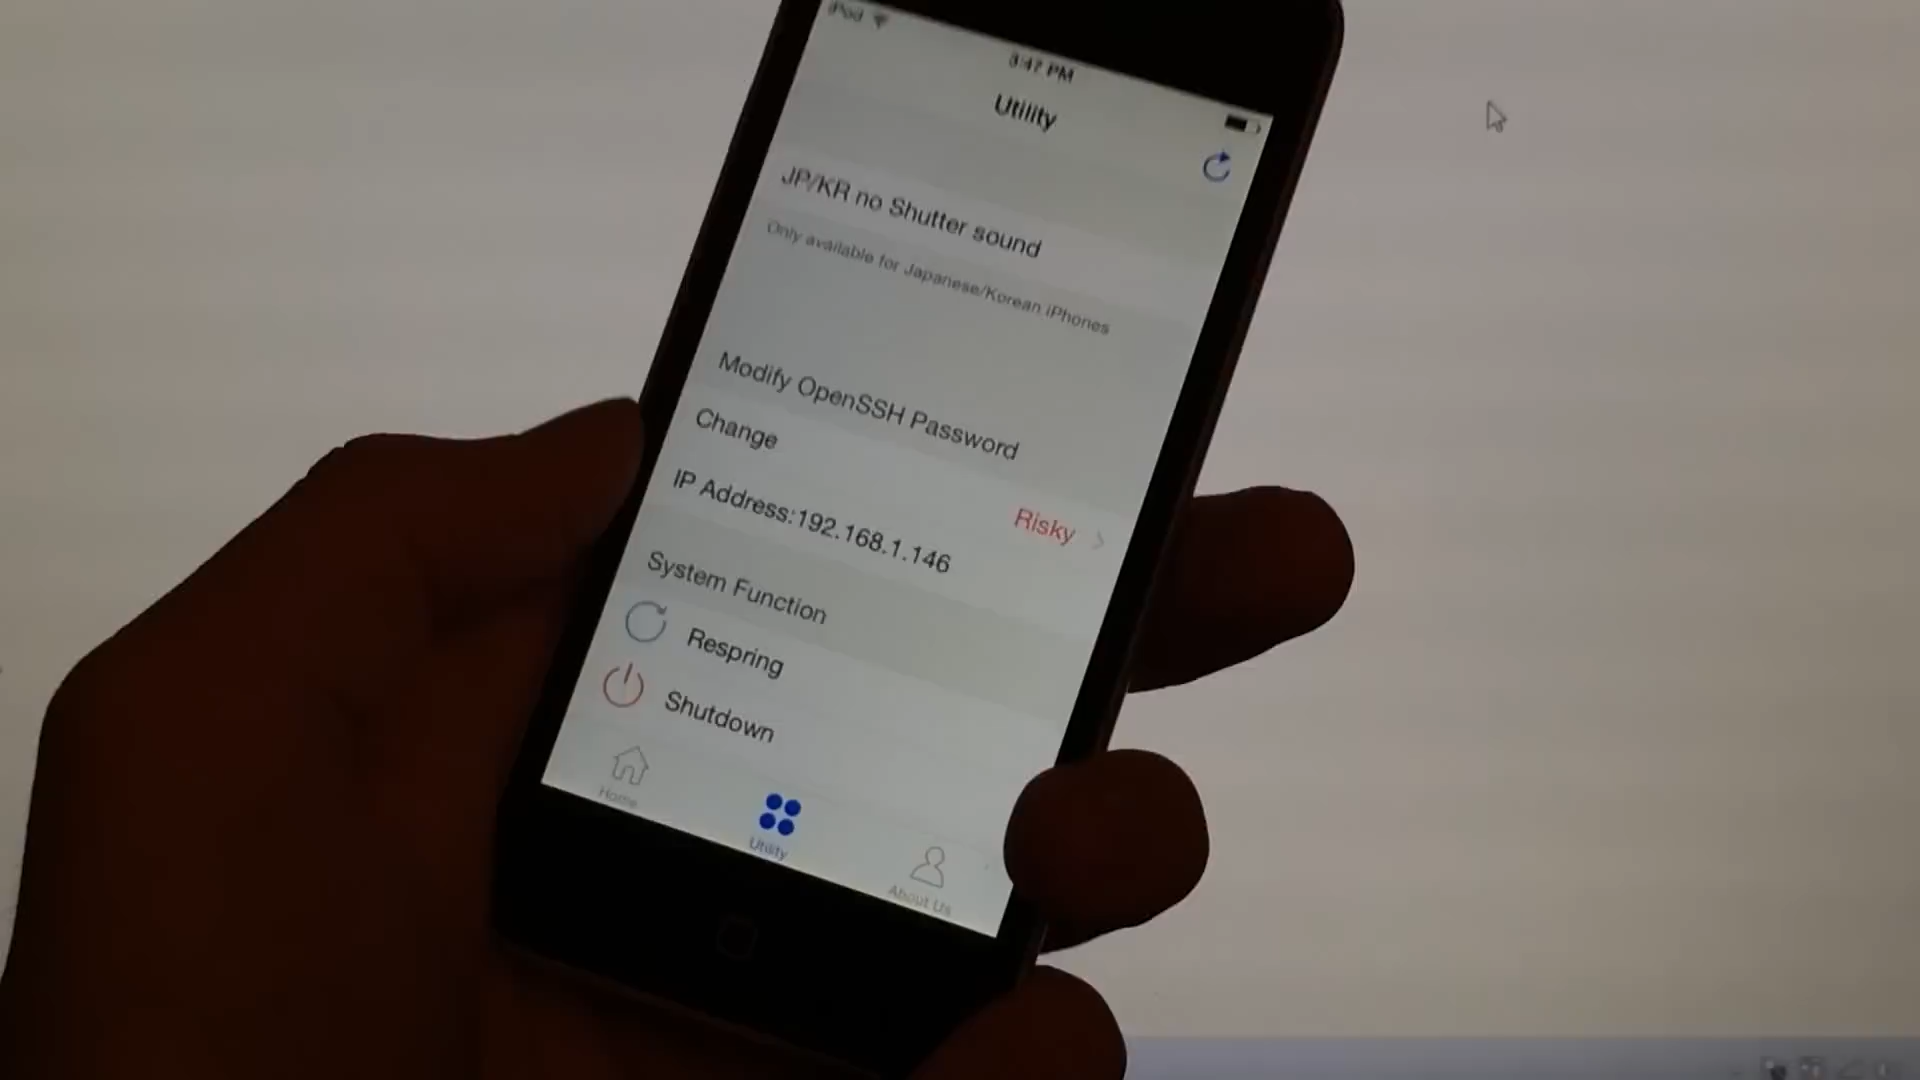 iPod
3:47 PM
Utility
JP/KR no Shutter sound
Only available for Japanese/Korean iPhones
Modify OpenSSH Password
Change
Risky
IP Address:192.168.1.146
System Function
Respring
Shutdown
Home
Utility
About Us